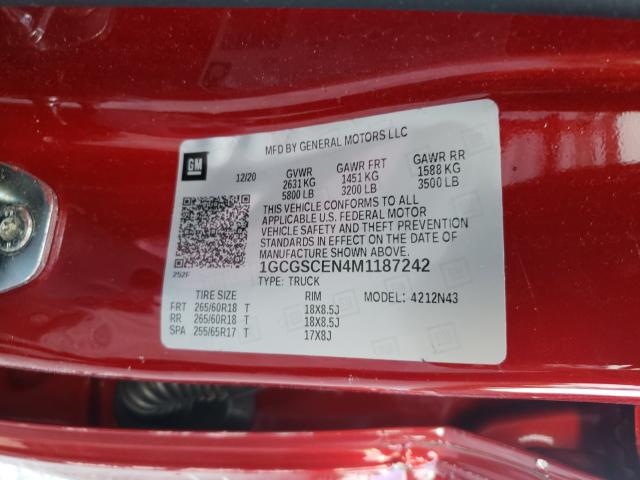 MFD BY GENERAL MOTORS LLC
GM
12/20 GVWR GAWR FRT GAWR RR
2631 KG 1451 KG 1588 KG
5800 LB 3200 LB 3500 LB
THIS VEHICLE CONFORMS TO ALL
APPLICABLE U.S. FEDERAL MOTOR
VEHICLE SAFETY AND THEFT PREVENTION
STANDARDS IN EFFECT ON THE DATE OF
MANUFACTURE SHOWN ABOVE.
252F 1GCGSCEN4M1187242
TYPE: TRUCK
TIRE SIZE RIM MODEL: 4212N43
FRT 265/60R18 T 18X8.5J
RR 265/60R18 T 18X8.5J
SPA 255/65R17 T 17X8J